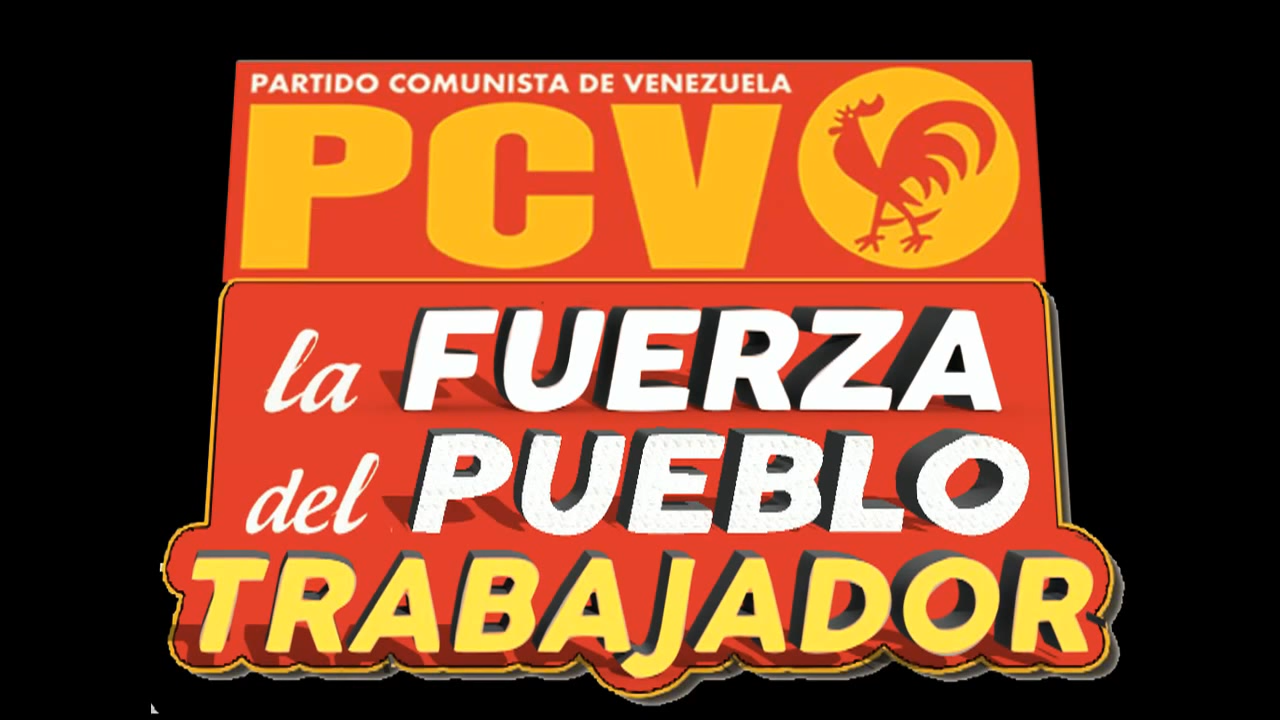 PARTIDO COMUNISTA DE VENEZUELA
PCV
la FUERZA
del PUEBLO
TRABAJADOR